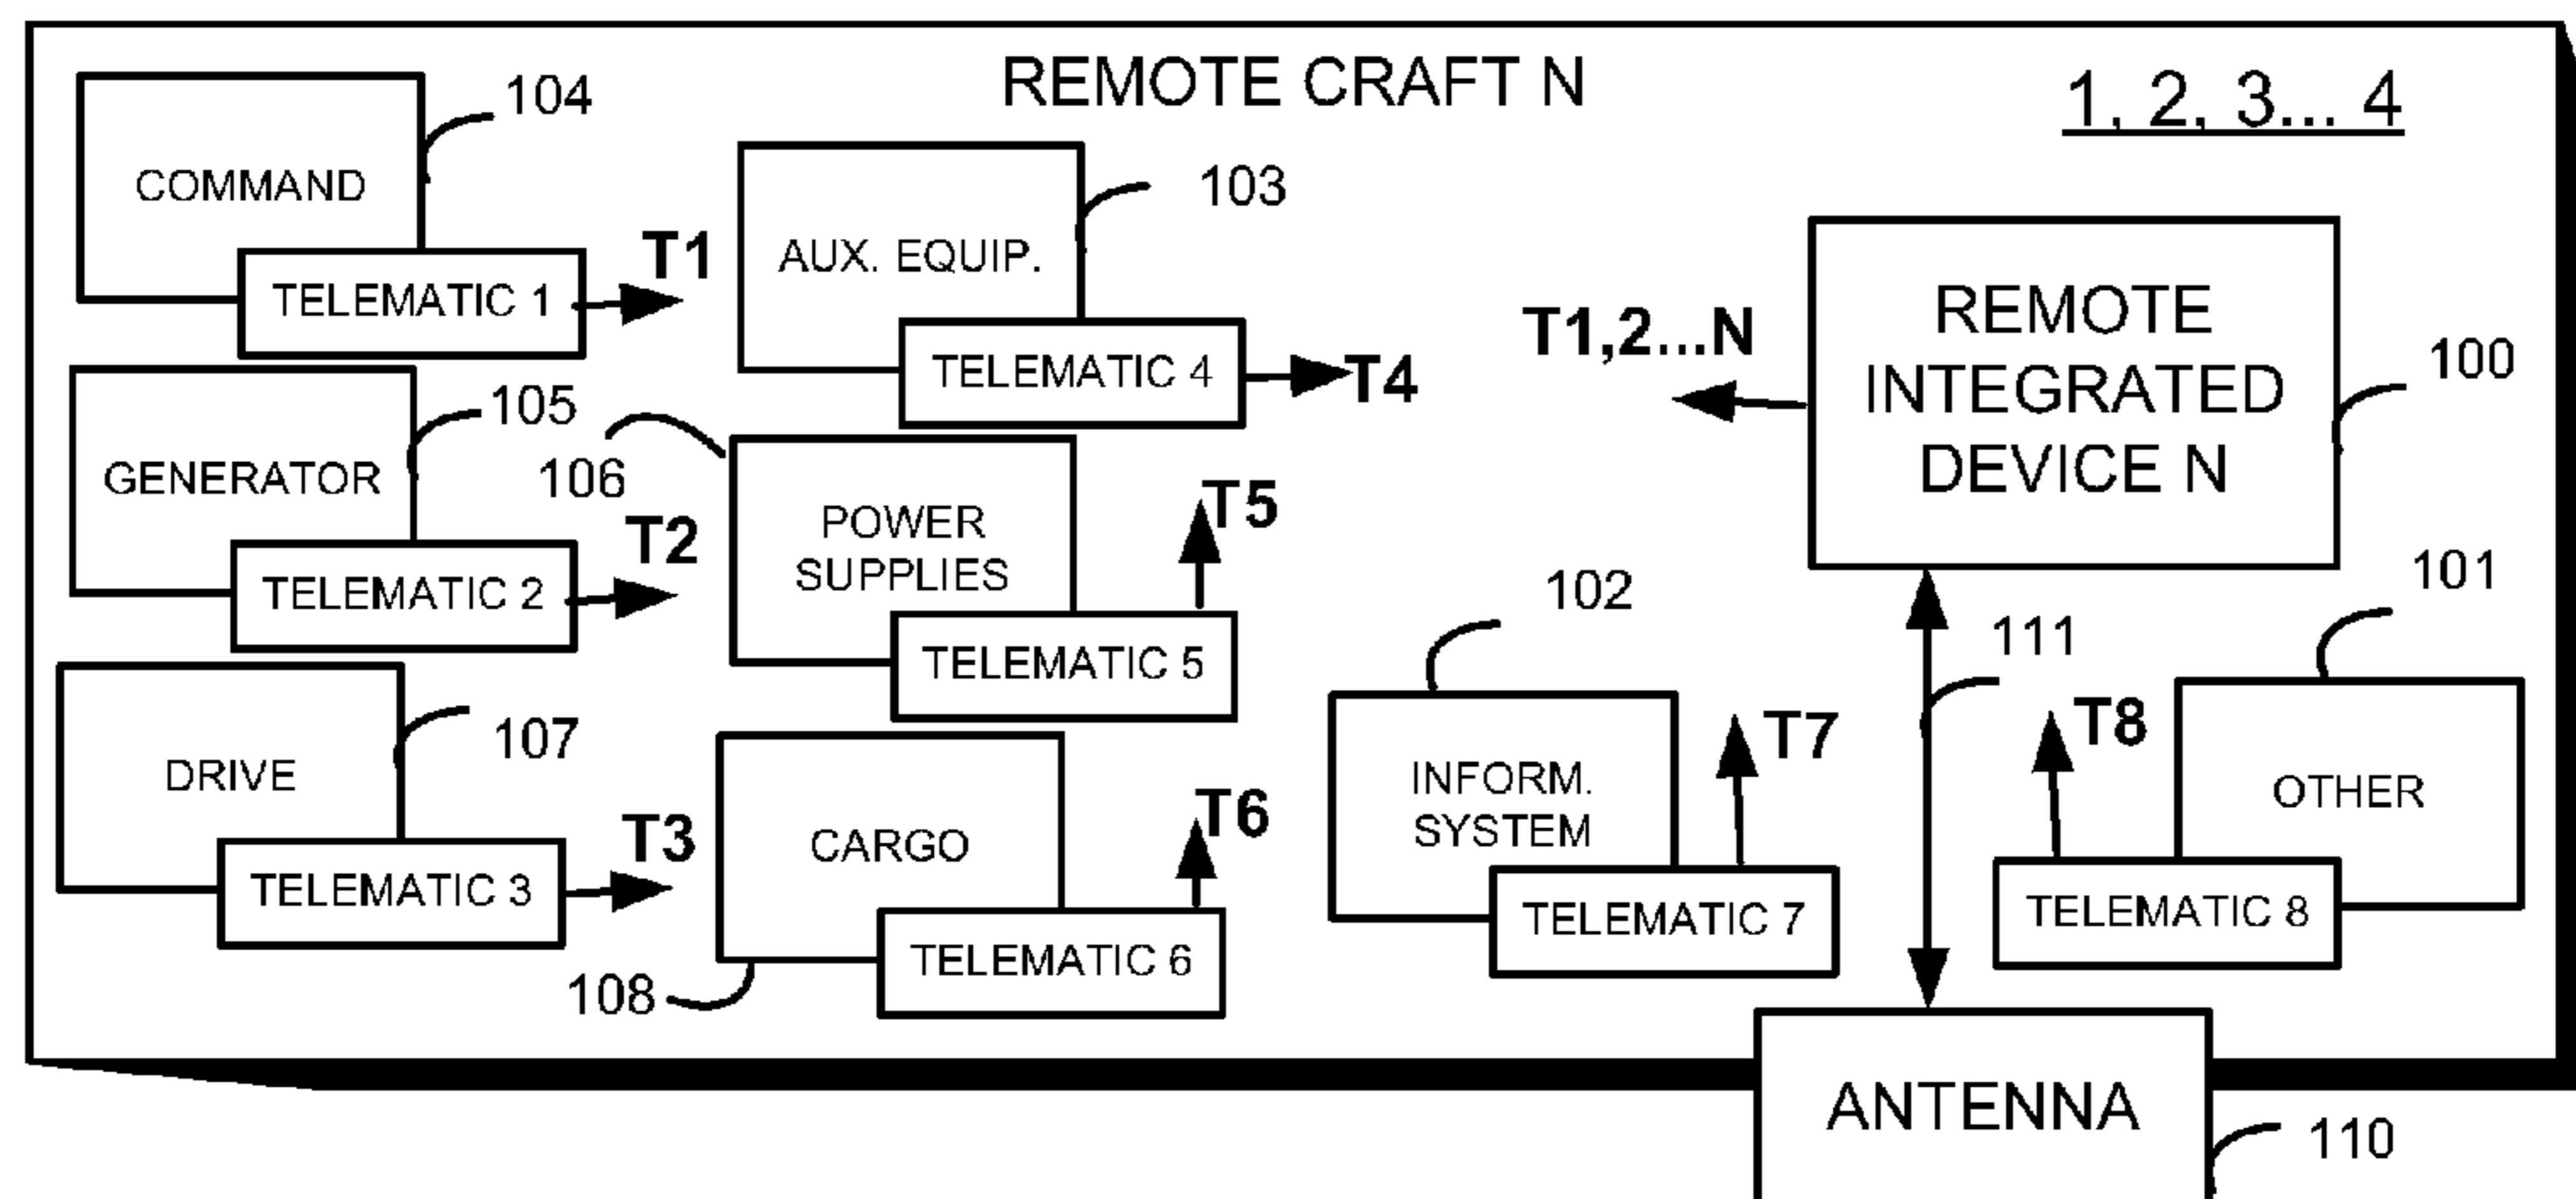 REMOTE CRAFT N
1, 2, 3... 4
104
COMMAND
TELEMATIC 1
T1
103
AUX. EQUIP.
TELEMATIC 4
T4
T1,2...N
REMOTE
INTEGRATED
DEVICE N
100
105
GENERATOR
TELEMATIC 2
T2
106
POWER
SUPPLIES
TELEMATIC 5
T5
107
DRIVE
TELEMATIC 3
T3
CARGO
TELEMATIC 6
T6
108
102
INFORM.
SYSTEM
TELEMATIC 7
T7
111
101
OTHER
TELEMATIC 8
T8
ANTENNA
110